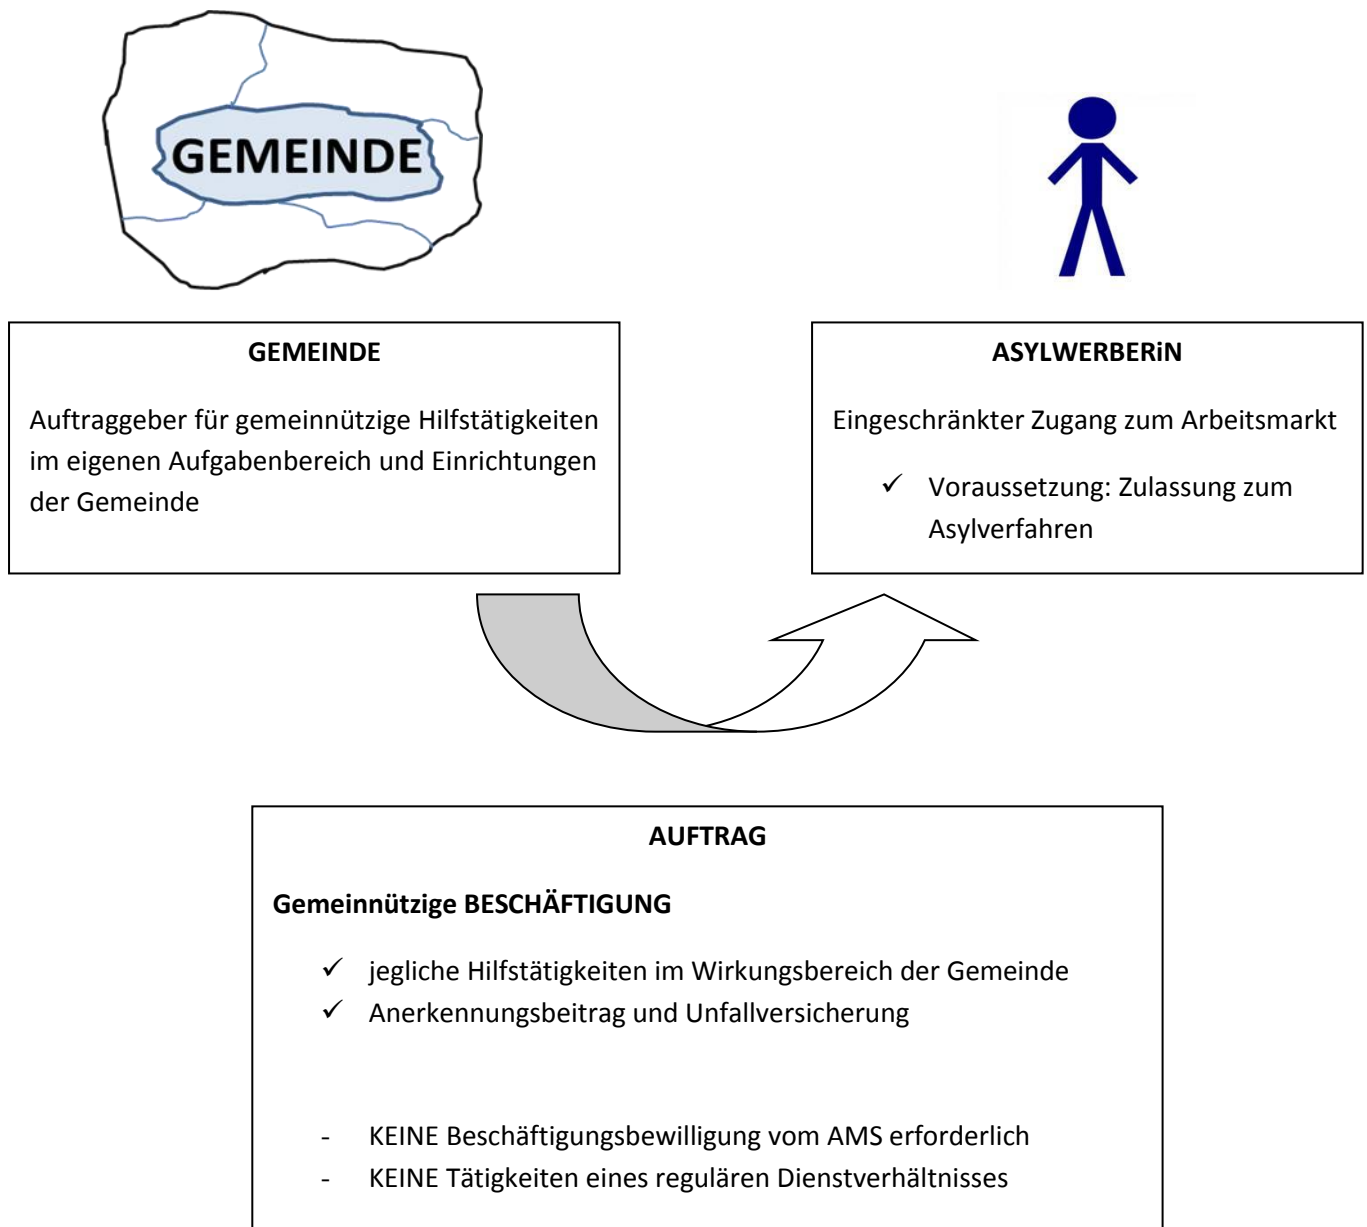 GEMEINDE
GEMEINDE
Auftraggeber für gemeinnützige Hilfstätigkeiten
im eigenen Aufgabenbereich und Einrichtungen
der Gemeinde
ASYLWERBERiN
Eingeschränkter Zugang zum Arbeitsmarkt
✓ Voraussetzung: Zulassung zum
Asylverfahren
AUFTRAG
Gemeinnützige BESCHÄFTIGUNG
✓ jegliche Hilfstätigkeiten im Wirkungsbereich der Gemeinde
✓ Anerkennungsbeitrag und Unfallversicherung
- KEINE Beschäftigungsbewilligung vom AMS erforderlich
- KEINE Tätigkeiten eines regulären Dienstverhältnisses